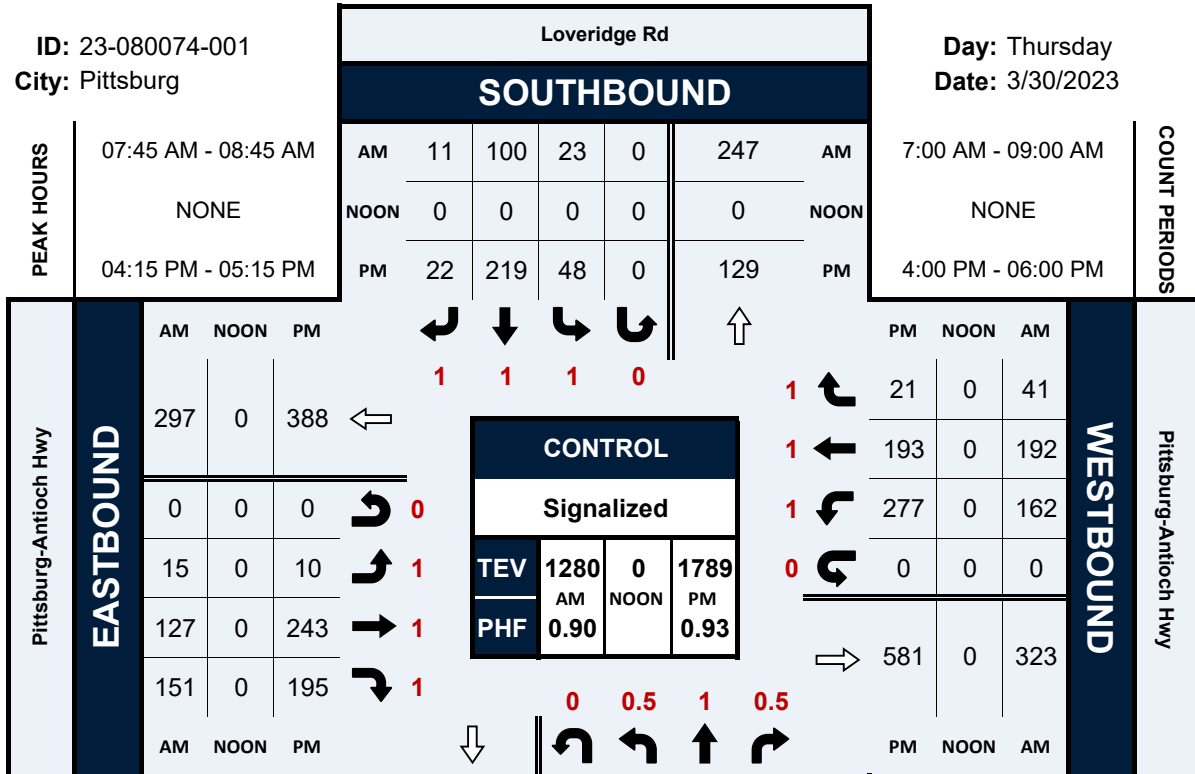 ID: 23-080074-001
City: Pittsburg
Loveridge Rd
SOUTHBOUND
Day: Thursday
Date: 3/30/2023
PEAK HOURS
07:45 AM - 08:45 AM
NONE
04:15 PM - 05:15 PM
AM 11 100 23 0 247 AM
NOON 0 0 0 0 0 NOON
PM 22 219 48 0 129 PM
7:00 AM - 09:00 AM
NONE
4:00 PM - 06:00 PM
COUNT PERIODS
1 1 1 0
Pittsburg-Antioch Hwy
EASTBOUND
AM NOON PM
297 0 388
0 0 0 0
15 0 10 1
127 0 243 1
151 0 195 1
AM NOON PM
CONTROL
Signalized
TEV 1280 0 1789
AM NOON PM
PHF 0.90 0.93
PM NOON AM
1 21 0 41
1 193 0 192
1 277 0 162
0 0 0 0
581 0 323
PM NOON AM
WESTBOUND
Pittsburg-Antioch Hwy
0 0.5 1 0.5